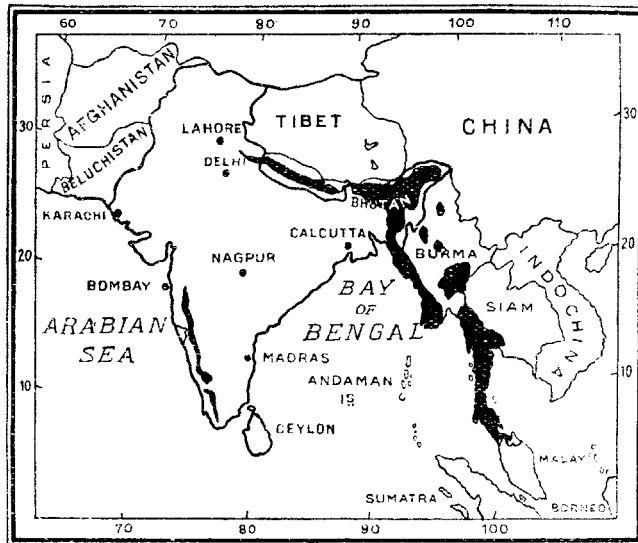 60 70 75 80 90 100 110
PERSIA
AFGHANISTAN
BELUCHISTAN
TIBET
CHINA
30
30
LAHORE
DELHI
KARACHI
CALCUTTA
BURMA
20
20
NAGPUR
BOMBAY
BAY
OF
BENGAL
SIAM
INDOCHINA
ARABIAN
SEA
MADRAS
ANDAMAN
IS
10
10
CEYLON
MALAY
SUMATRA
BORNEO
70 80 90 100